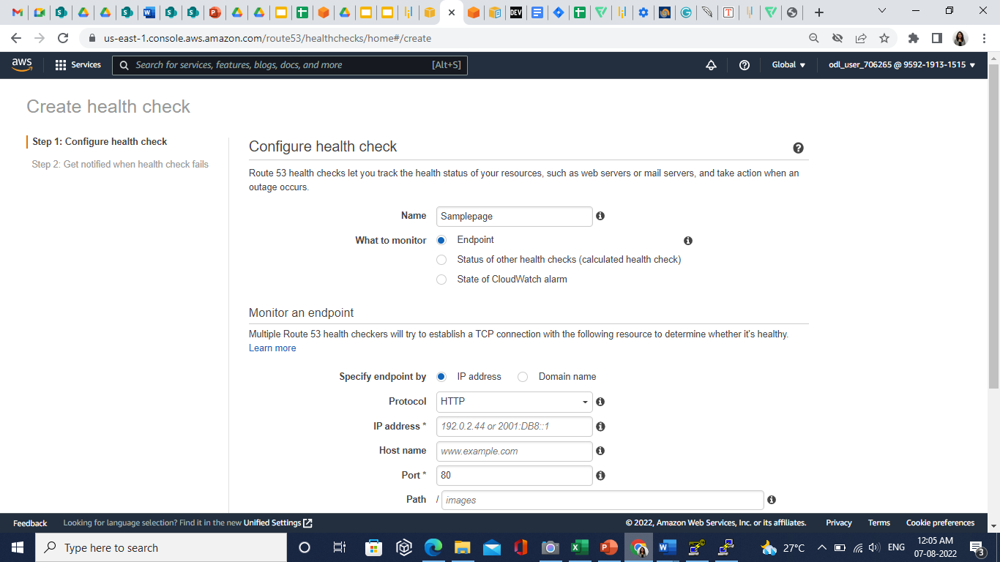 us-east-1.console.aws.amazon.com/route53/healthchecks/home#/create
aws
Services
Search for services, features, blogs, docs, and more
[Alt+S]
Global
odl_user_706265 @ 9592-1913-1515
Create health check
Step 1: Configure health check
Step 2: Get notified when health check fails
Configure health check
Route 53 health checks let you track the health status of your resources, such as web servers or mail servers, and take action when an
outage occurs.
Name
Samplepage
What to monitor
Endpoint
Status of other health checks (calculated health check)
State of CloudWatch alarm
Monitor an endpoint
Multiple Route 53 health checkers will try to establish a TCP connection with the following resource to determine whether it's healthy.
Learn more
Specify endpoint by
IP address
Domain name
Protocol
HTTP
IP address *
192.0.2.44 or 2001:DB8::1
Host name
www.example.com
Port *
80
Path
/
images
Feedback
Looking for language selection? Find it in the new Unified Settings
© 2022, Amazon Web Services, Inc. or its affiliates.
Privacy
Terms
Cookie preferences
Type here to search
27°C
ENG
12:05 AM
07-08-2022
3